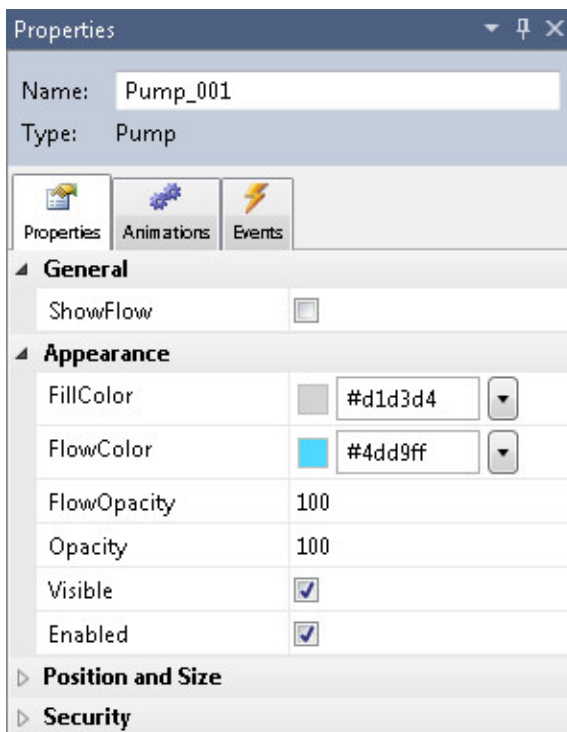 Properties
Name: Pump_001
Type: Pump
Properties Animations Events
General
ShowFlow
Appearance
FillColor #d1d3d4
FlowColor #4dd9ff
FlowOpacity 100
Opacity 100
Visible
Enabled
Position and Size
Security